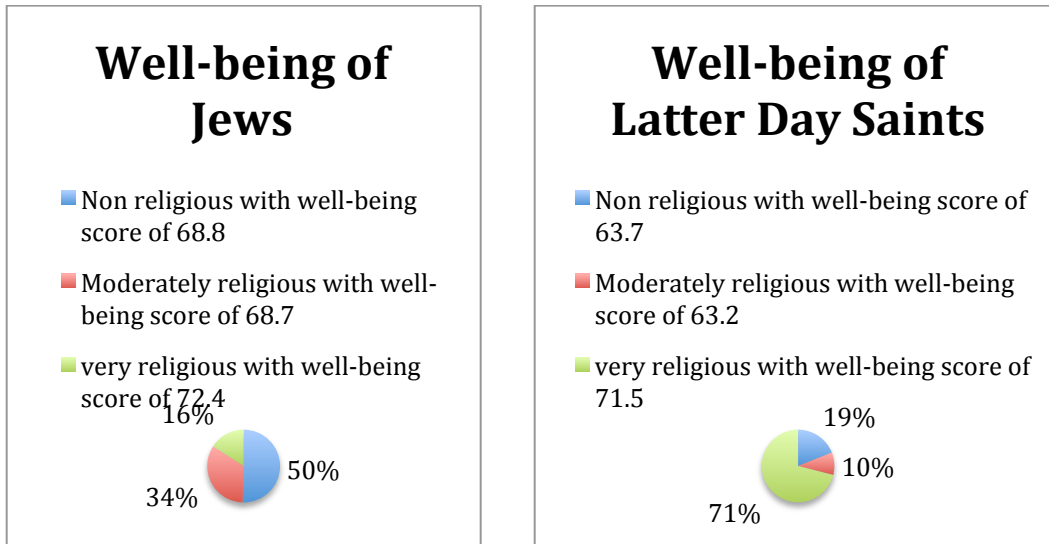 Well-being of
Jews
Non religious with well-being
score of 68.8
Moderately religious with well-
being score of 68.7
very religious with well-being
score of 72.4
16%
50%
34%
Well-being of
Latter Day Saints
Non religious with well-being score of
63.7
Moderately religious with well-being
score of 63.2
very religious with well-being score of
71.5
19%
10%
71%